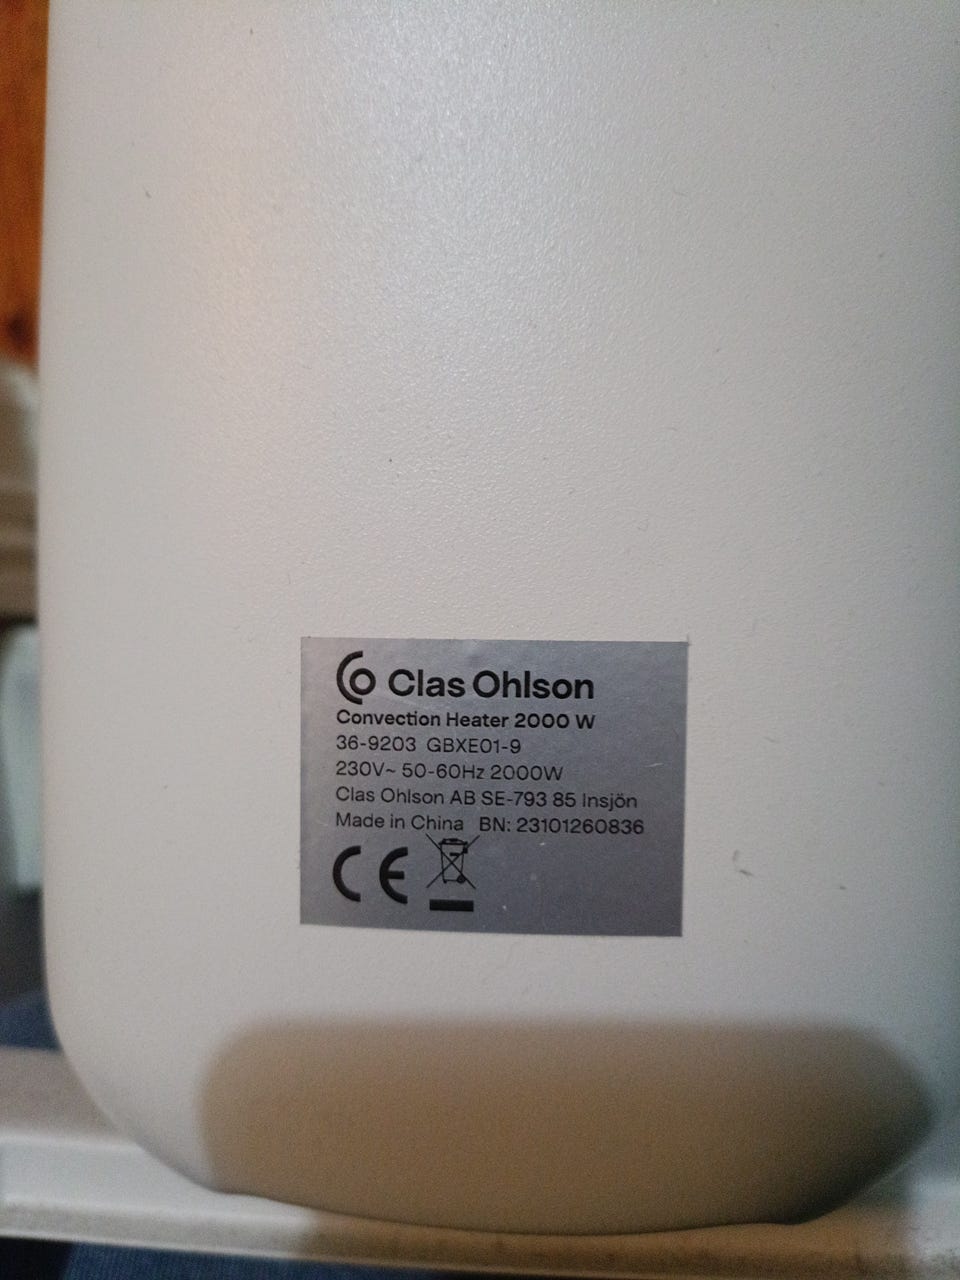 Clas Ohlson
Convection Heater 2000 W
36-9203 GBXE01-9
230V~ 50-60Hz 2000W
Clas Ohlson AB SE-793 85 Insjön
Made in China BN: 23101260836
CE